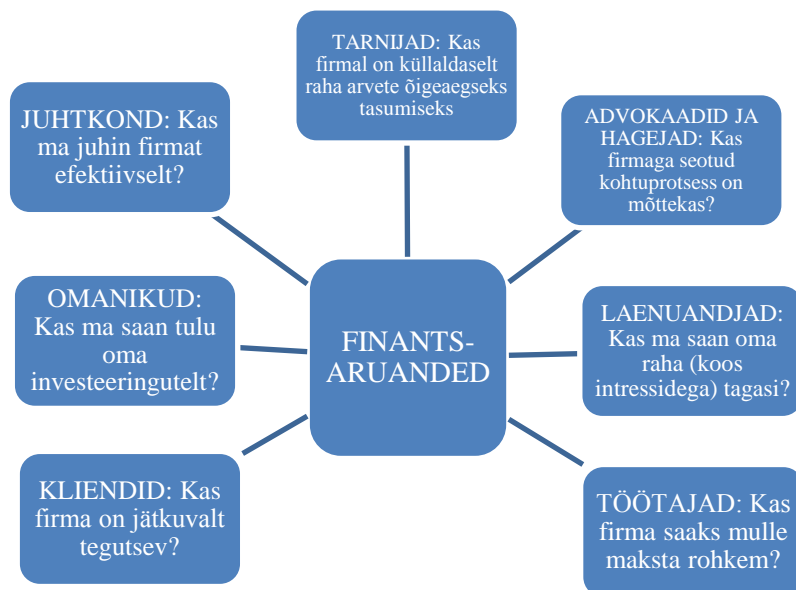 TARNIJAD: Kas
firmal on küllaldaselt
raha arvete õigeaegseks
tasumiseks
JUHTKOND: Kas
ma juhin firmat
efektiivselt?
ADVOKAADID JA
HAGEJAD: Kas
firmaga seotud
kohtuprotsess on
mõttekas?
OMANIKUD:
Kas ma saan tulu
oma
investeeringutelt?
FINANTS-
ARUANDED
LAENUANDJAD:
Kas ma saan oma
raha (koos
intressidega) tagasi?
KLIENDID: Kas
firma on jätkuvalt
tegutsev?
TÖÖTAJAD: Kas
firma saaks mulle
maksta rohkem?